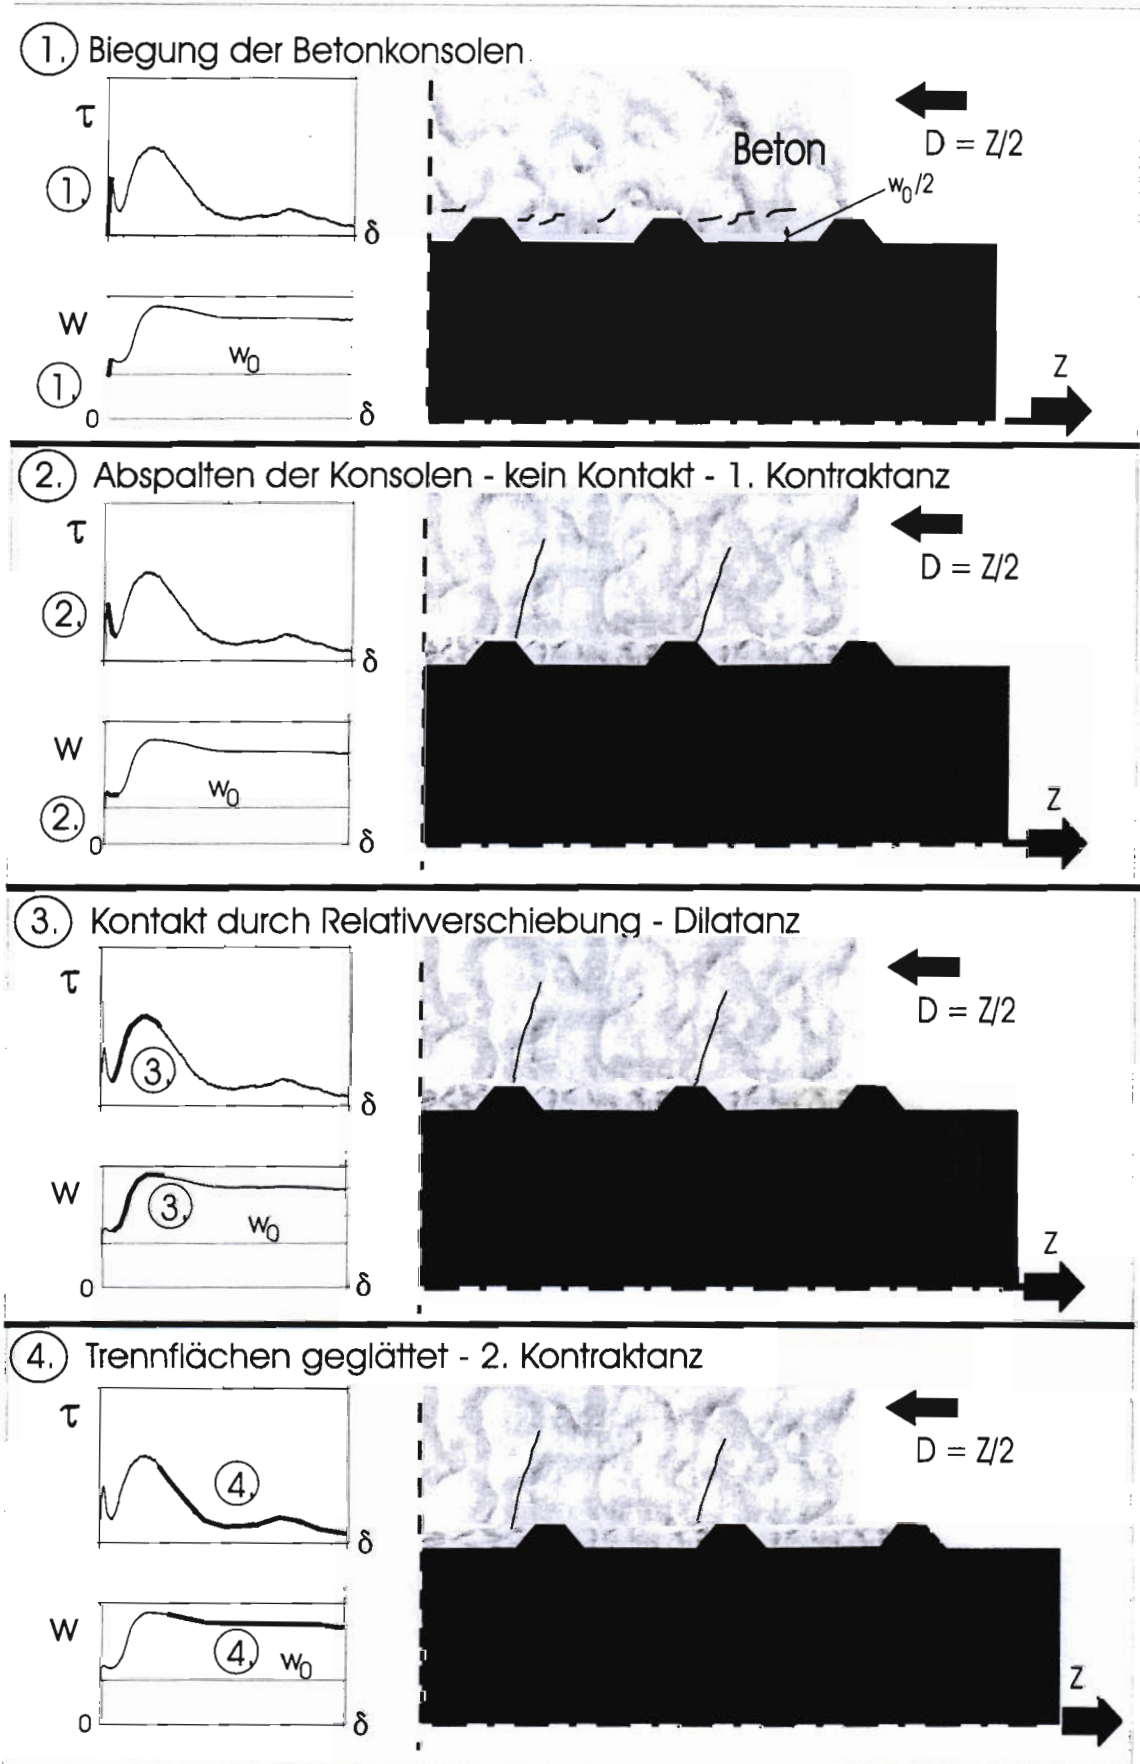 1. Biegung der Betonkonsolen
τ
1.
δ
W
w0
1.
0
δ
Beton
D = Z/2
w0/2
Z
2. Abspalten der Konsolen - kein Kontakt - 1. Kontraktanz
τ
2.
δ
W
w0
2.
0
δ
D = Z/2
Z
3. Kontakt durch Relativverschiebung - Dilatanz
τ
3.
δ
W
3.
w0
0
δ
D = Z/2
Z
4. Trennflächen geglättet - 2. Kontraktanz
τ
4.
δ
W
4.
w0
0
δ
D = Z/2
Z